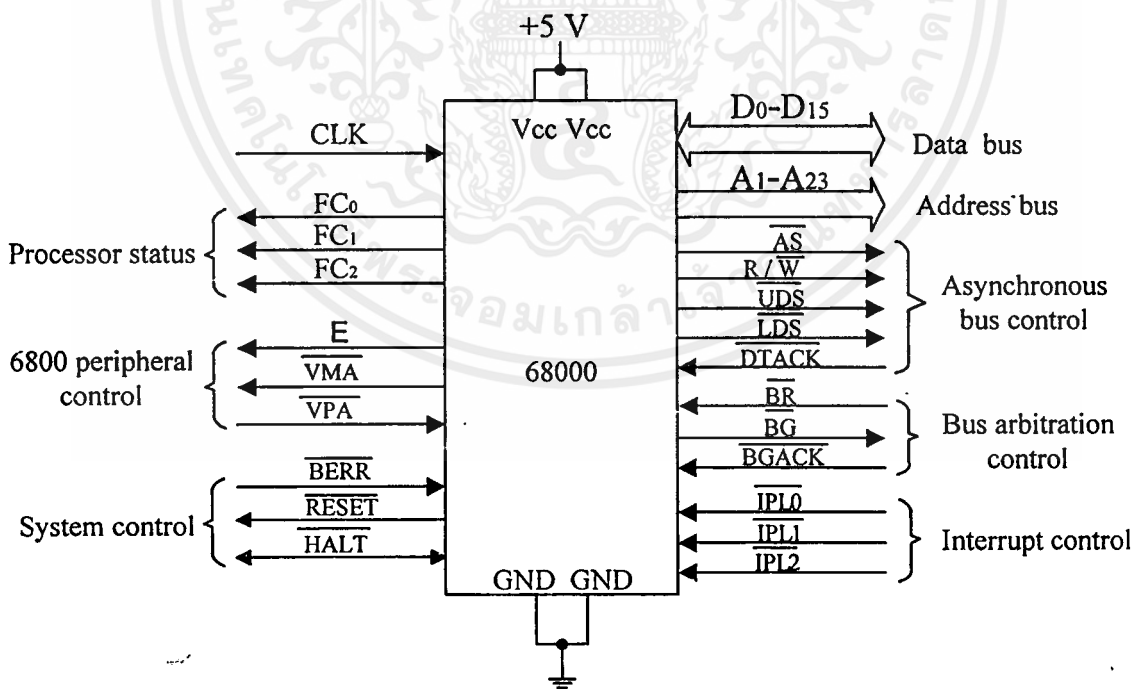 +5 V
Vcc Vcc
CLK
FC0
FC1
FC2
Processor status
E
VMA
VPA
6800 peripheral
control
BERR
RESET
HALT
System control
68000
GND GND
D0-D15
Data bus
A1-A23
Address bus
AS
R / W
UDS
LDS
DTACK
Asynchronous
bus control
BR
BG
BGACK
Bus arbitration
control
IPL0
IPL1
IPL2
Interrupt control